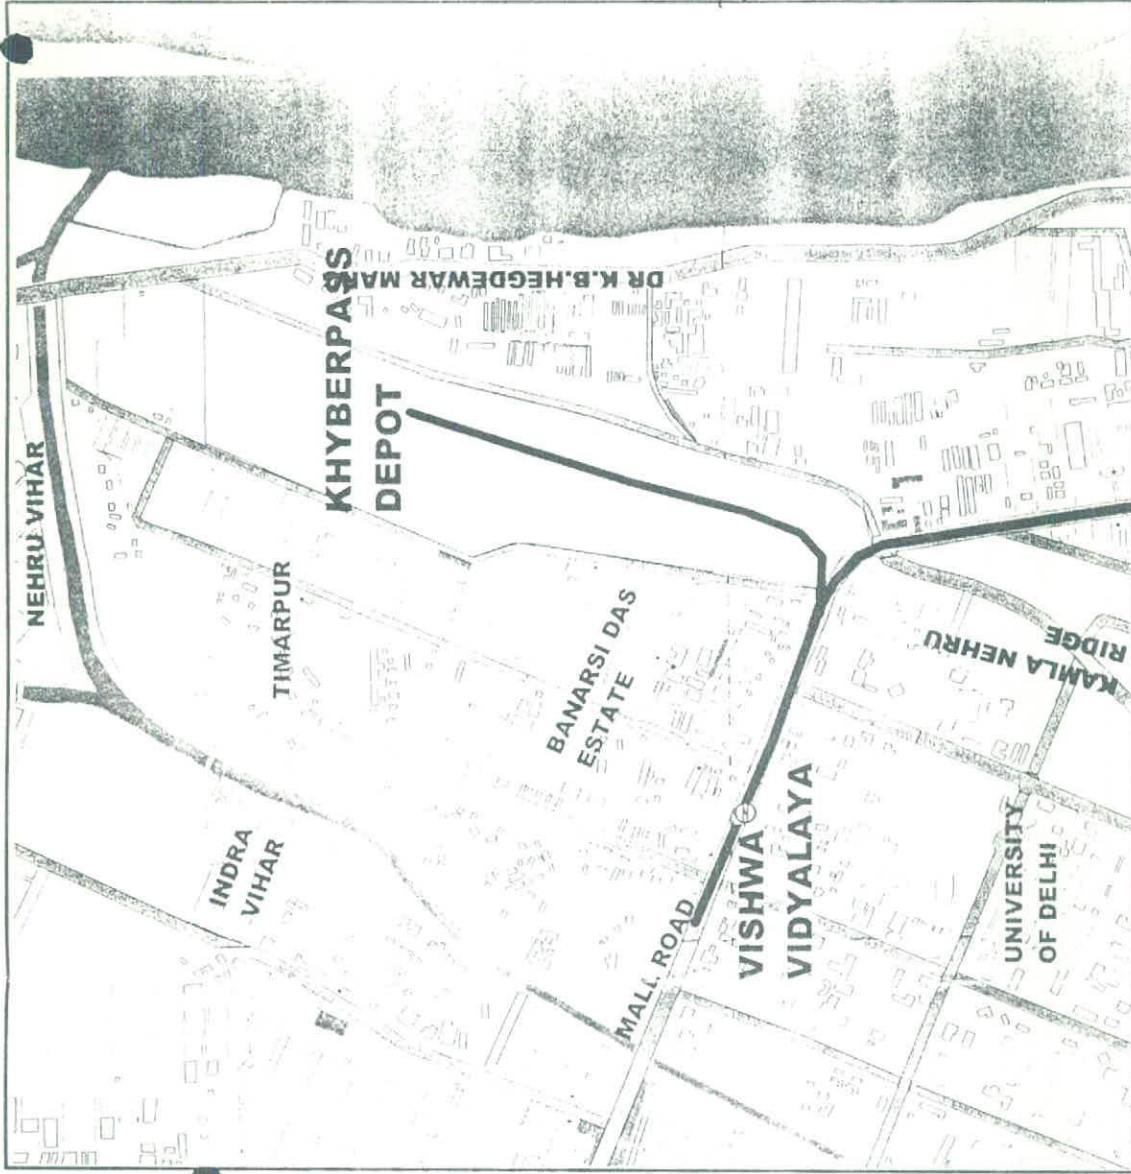 NEHRU VIHAR
TIMARPUR
INDRA
VIHAR
KHYBERPASS
DEPOT
DR K.B.HEGDEWAR MARG
BANARSI DAS
ESTATE
MALL ROAD
VISHWA
VIDYALAYA
KAMLA NEHRU
RIDGE
UNIVERSITY
OF DELHI